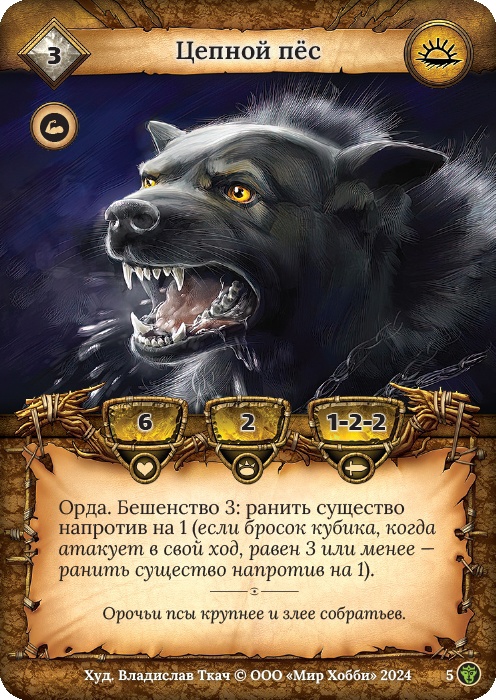 3
Цепной пёс
6
2
1-2-2
Орда. Бешенство 3: ранить существо
напротив на 1 (если бросок кубика, когда
атакует в свой ход, равен 3 или менее —
ранить существо напротив на 1).
Орочьи псы крупнее и злее собратьев.
Худ. Владислав Ткач © ООО «Мир Хобби» 2024
5